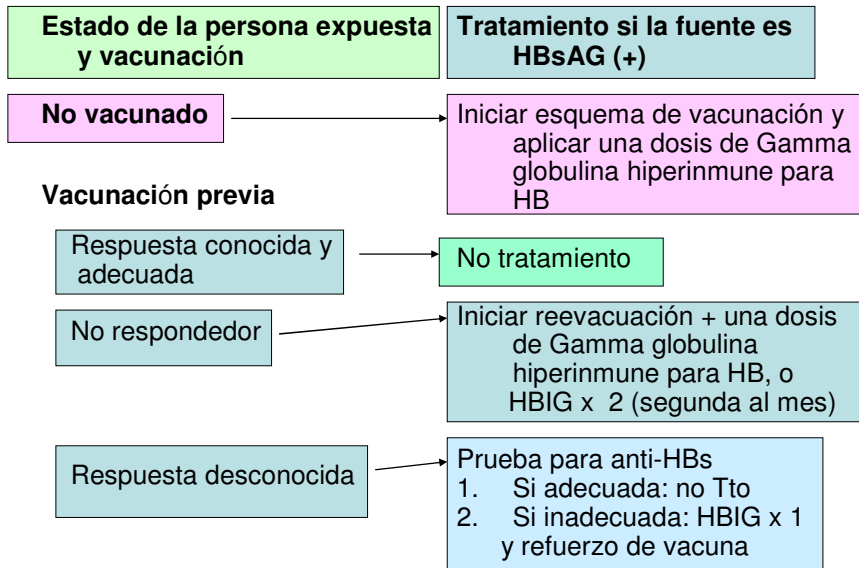 Estado de la persona expuesta
y vacunación
Tratamiento si la fuente es
HBsAG (+)
No vacunado
Iniciar esquema de vacunación y
aplicar una dosis de Gamma
globulina hiperinmune para
HB
Vacunación previa
Respuesta conocida y
adecuada
No tratamiento
No respondedor
Iniciar reevacuación + una dosis
de Gamma globulina
hiperinmune para HB, o
HBIG x 2 (segunda al mes)
Respuesta desconocida
Prueba para anti-HBs
1. Si adecuada: no Tto
2. Si inadecuada: HBIG x 1
y refuerzo de vacuna